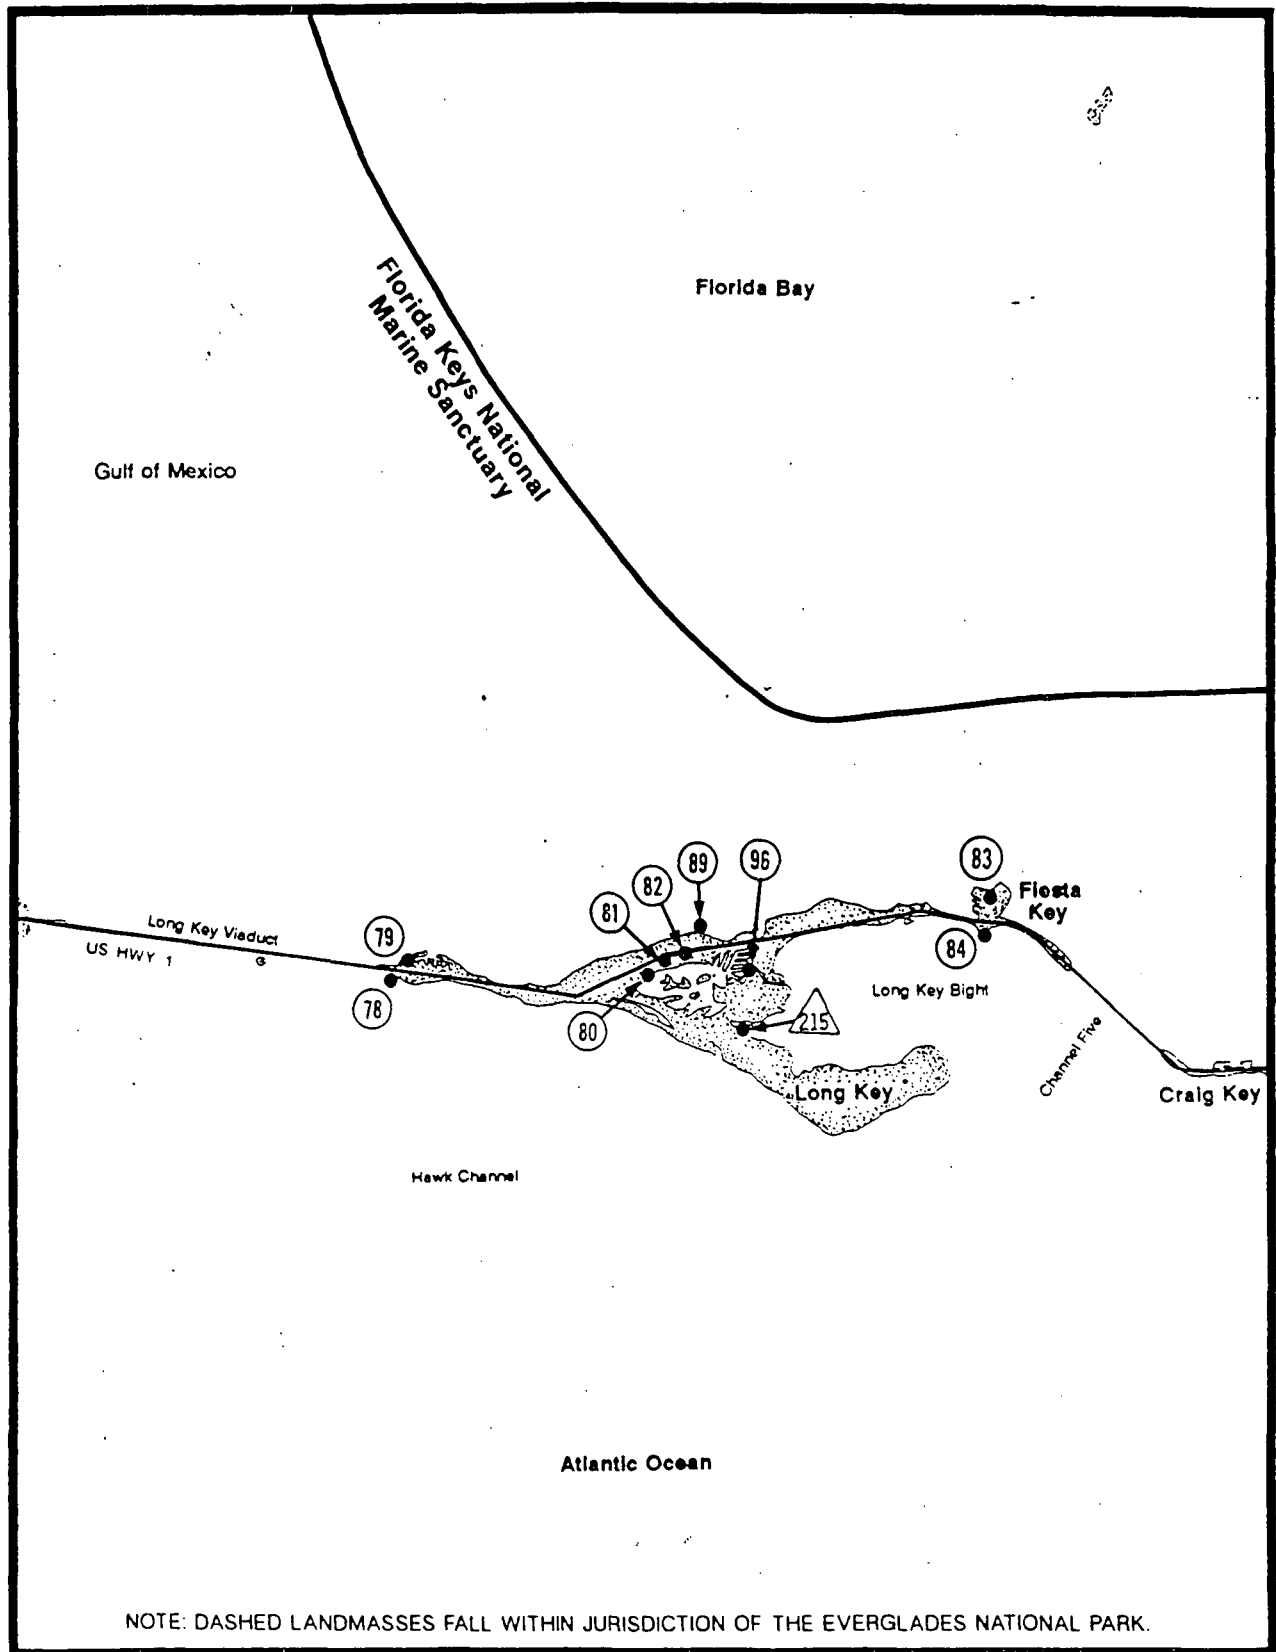 Florida Bay
Florida Keys National
Marine Sanctuary
Gulf of Mexico
89
96
83
82
Fiesta
Key
81
Long Key Viaduct
79
US HWY 1
84
Long Key Bight
78
80
215
Channel Five
Long Key
Craig Key
Hawk Channel
Atlantic Ocean
NOTE: DASHED LANDMASSES FALL WITHIN JURISDICTION OF THE EVERGLADES NATIONAL PARK.